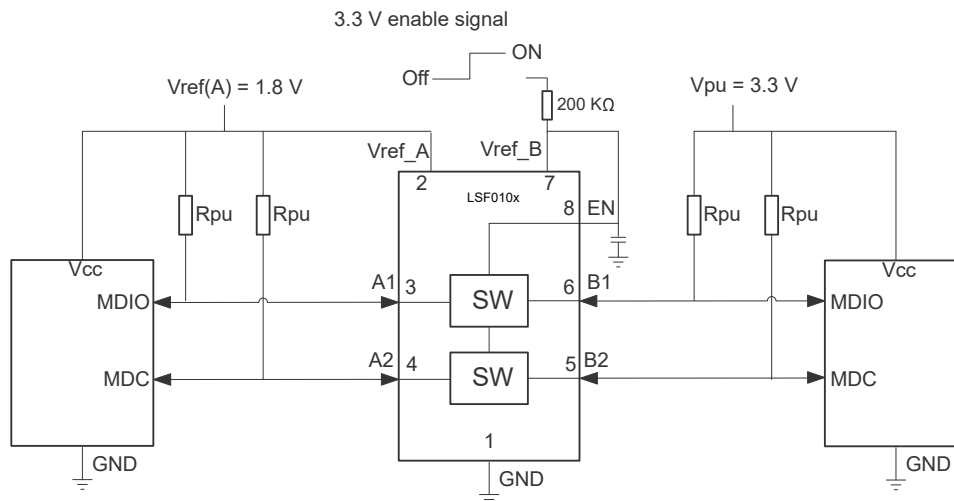 3.3 V enable signal
ON
Off
Vref(A) = 1.8 V
Vpu = 3.3 V
200 KΩ
Vref_A
Vref_B
2
7
LSF010x
8
EN
Rpu
Rpu
Rpu
Rpu
Vcc
Vcc
MDIO
A1
3
SW
6
B1
MDIO
MDC
A2
4
SW
5
B2
MDC
1
GND
GND
GND